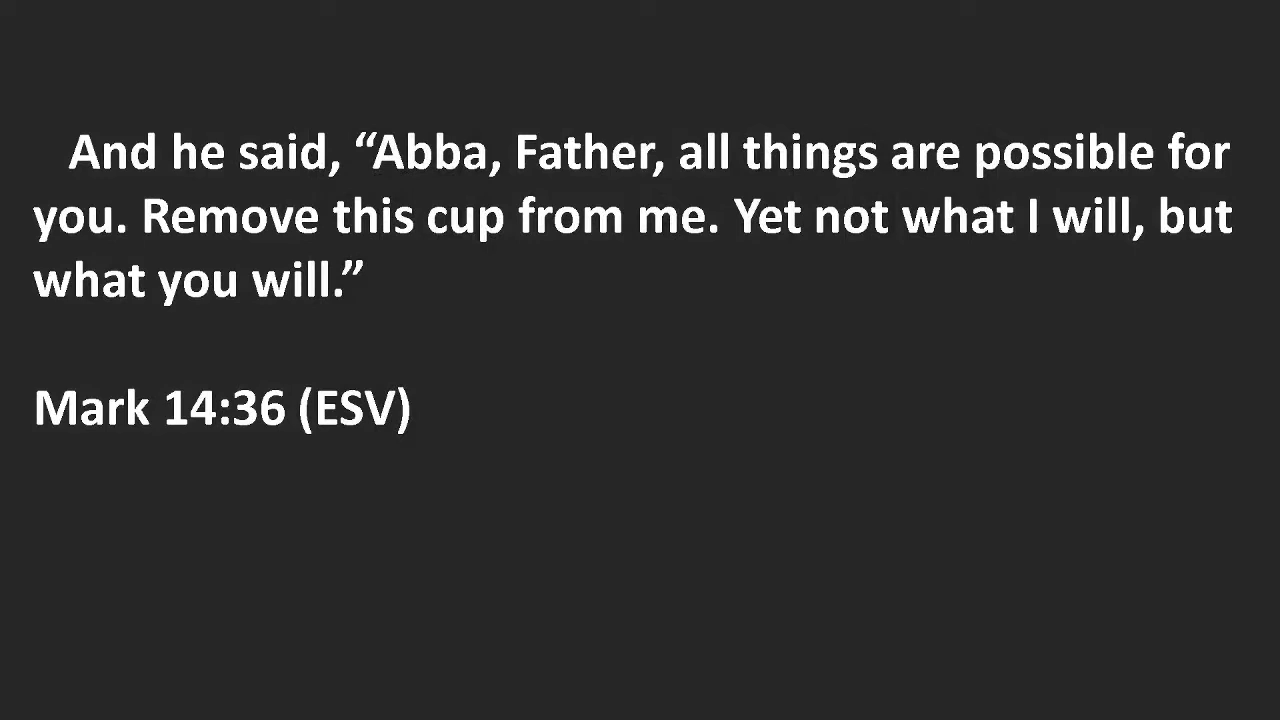 And he said, “Abba, Father, all things are possible for
you. Remove this cup from me. Yet not what I will, but
what you will.”
Mark 14:36 (ESV)